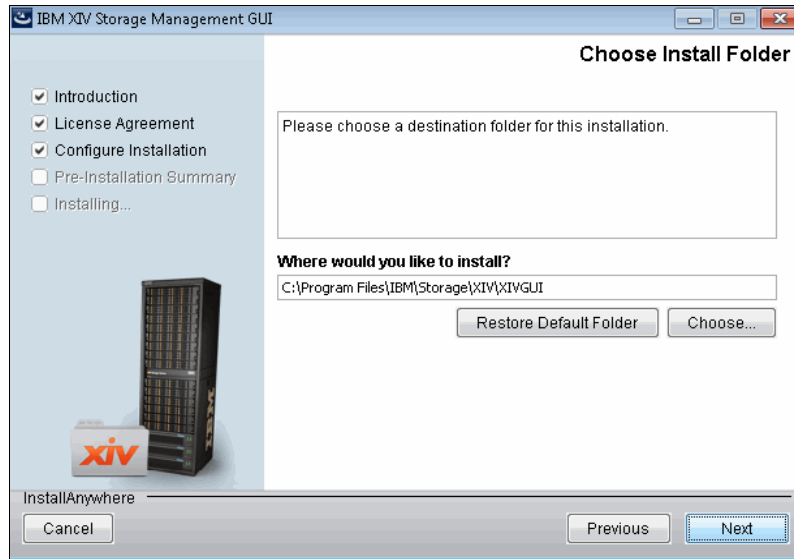 IBM XIV Storage Management GUI
Choose Install Folder
Introduction
License Agreement
Configure Installation
Pre-Installation Summary
Installing...
Please choose a destination folder for this installation.
Where would you like to install?
C:\Program Files\IBM\Storage\XIV\XIVGUI
Restore Default Folder
Choose...
IBM
XIV
InstallAnywhere
Cancel
Previous
Next